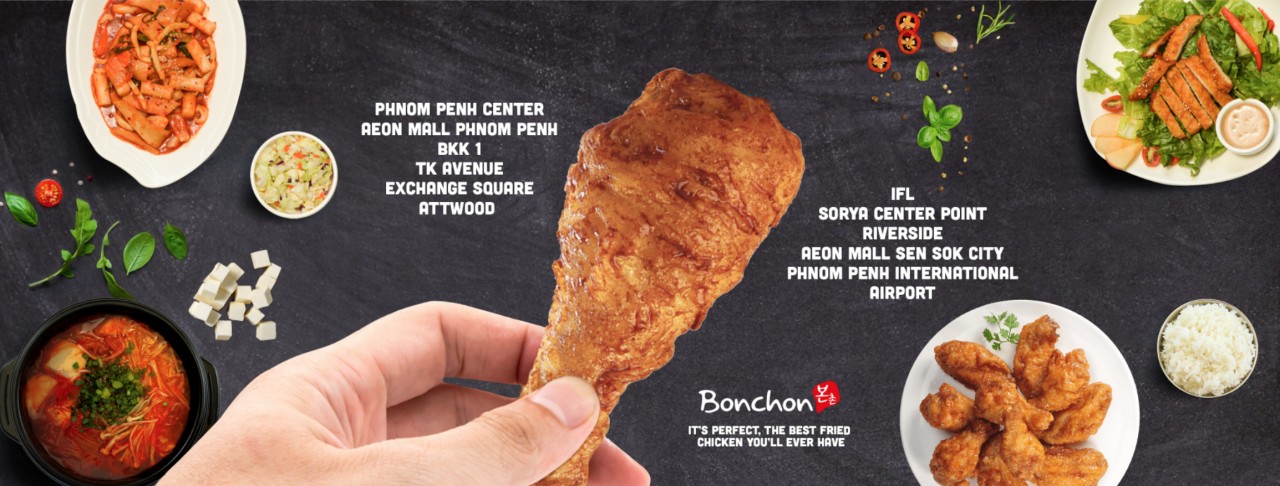 PHNOM PENH CENTER
AEON MALL PHNOM PENH
BKK 1
TK AVENUE
EXCHANGE SQUARE
ATTWOOD
IFL
SORYA CENTER POINT
RIVERSIDE
AEON MALL SEN SOK CITY
PHNOM PENH INTERNATIONAL
AIRPORT
Bonchon 본촌
IT'S PERFECT, THE BEST FRIED
CHICKEN YOU'LL EVER HAVE